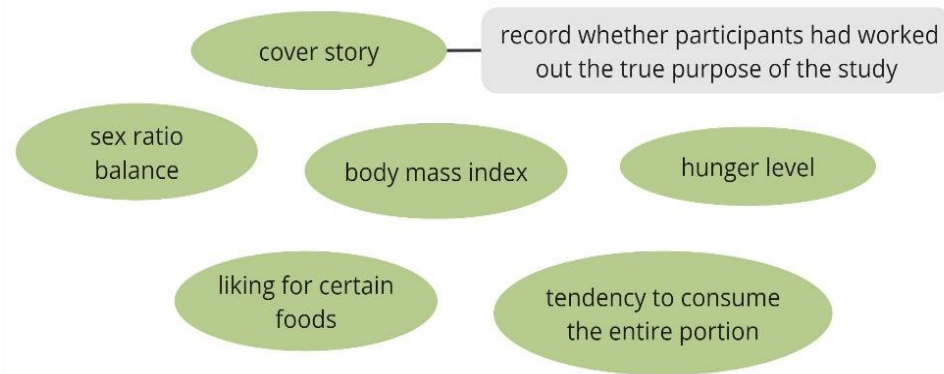 cover story
record whether participants had worked
out the true purpose of the study
sex ratio
balance
body mass index
hunger level
liking for certain
foods
tendency to consume
the entire portion